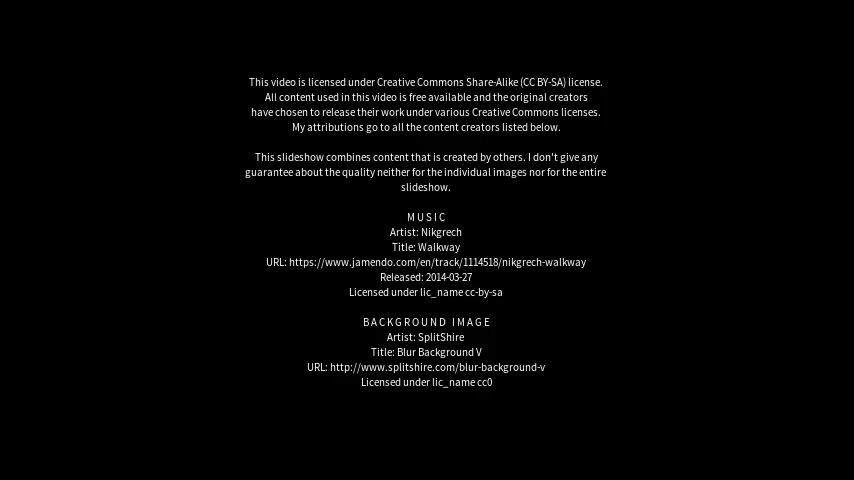 This video is licensed under Creative Commons Share-Alike (CC BY-SA) license.
All content used in this video is free available and the original creators
have chosen to release their work under various Creative Commons licenses.
My attributions go to all the content creators listed below.
This slideshow combines content that is created by others. I don't give any
guarantee about the quality neither for the individual images nor for the entire
slideshow.
MUSIC
Artist: Nikgrech
Title: Walkway
URL: https://www.jamendo.com/en/track/1114518/nikgrech-walkway
Released: 2014-03-27
Licensed under lic_name cc-by-sa
BACKGROUND IMAGE
Artist: SplitShire
Title: Blur Background V
URL: http://www.splitshire.com/blur-background-v
Licensed under lic_name cc0